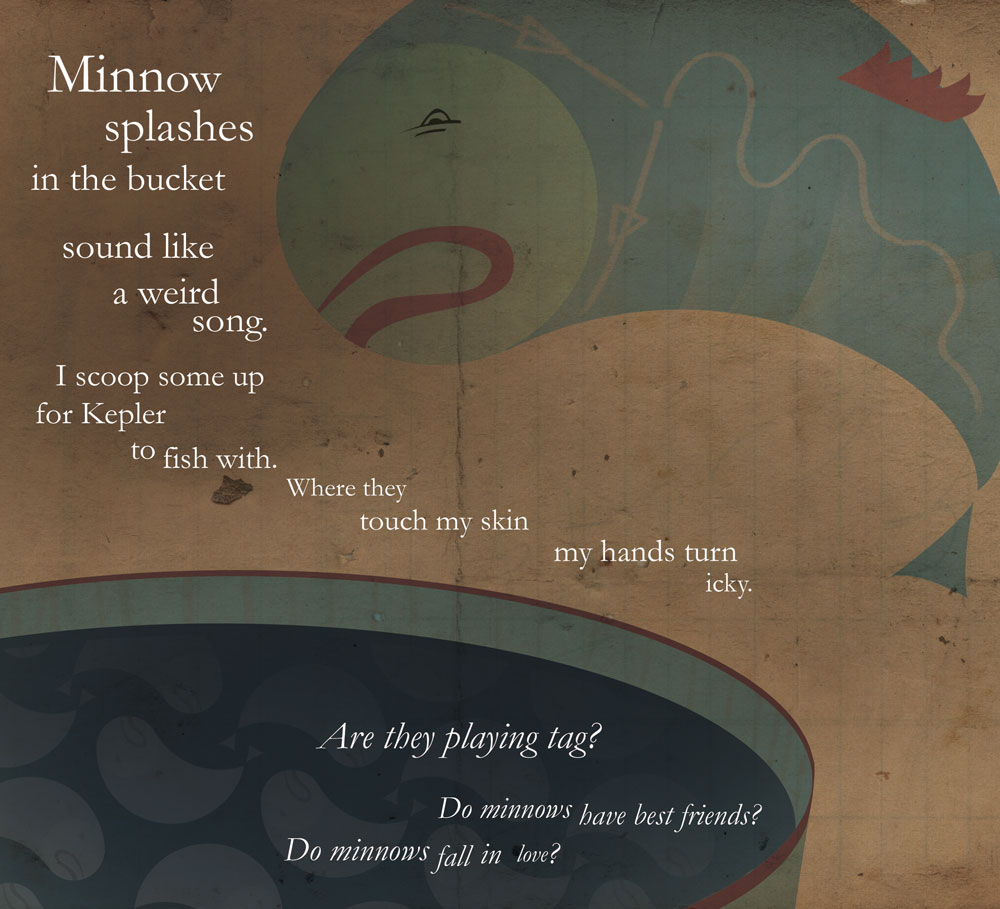 Minnow
splashes
in the bucket
sound like
a weird
song.
I scoop some up
for Kepler
to fish with.
Where they
touch my skin
my hands turn
icky.
Are they playing tag?
Do minnows have best friends?
Do minnows fall in love?